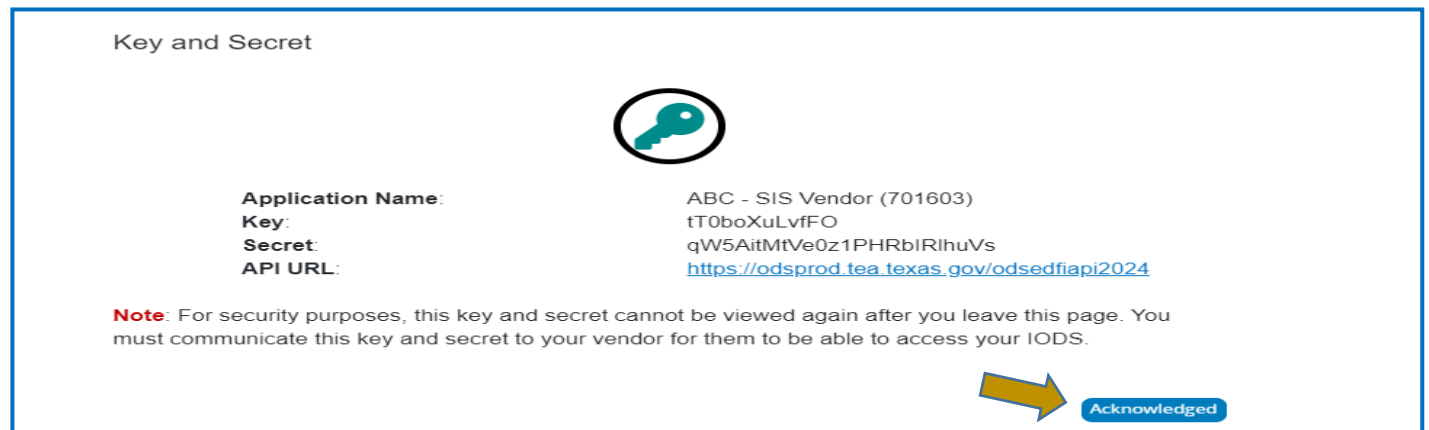 Key and Secret
Application Name: ABC - SIS Vendor (701603)
Key: tT0boXuLvfFO
Secret: qW5AitMtVe0z1PHRbIRlhuVs
API URL: https://odsprod.tea.texas.gov/odsedfiapi2024
Note: For security purposes, this key and secret cannot be viewed again after you leave this page. You
must communicate this key and secret to your vendor for them to be able to access your IODS.
Acknowledged